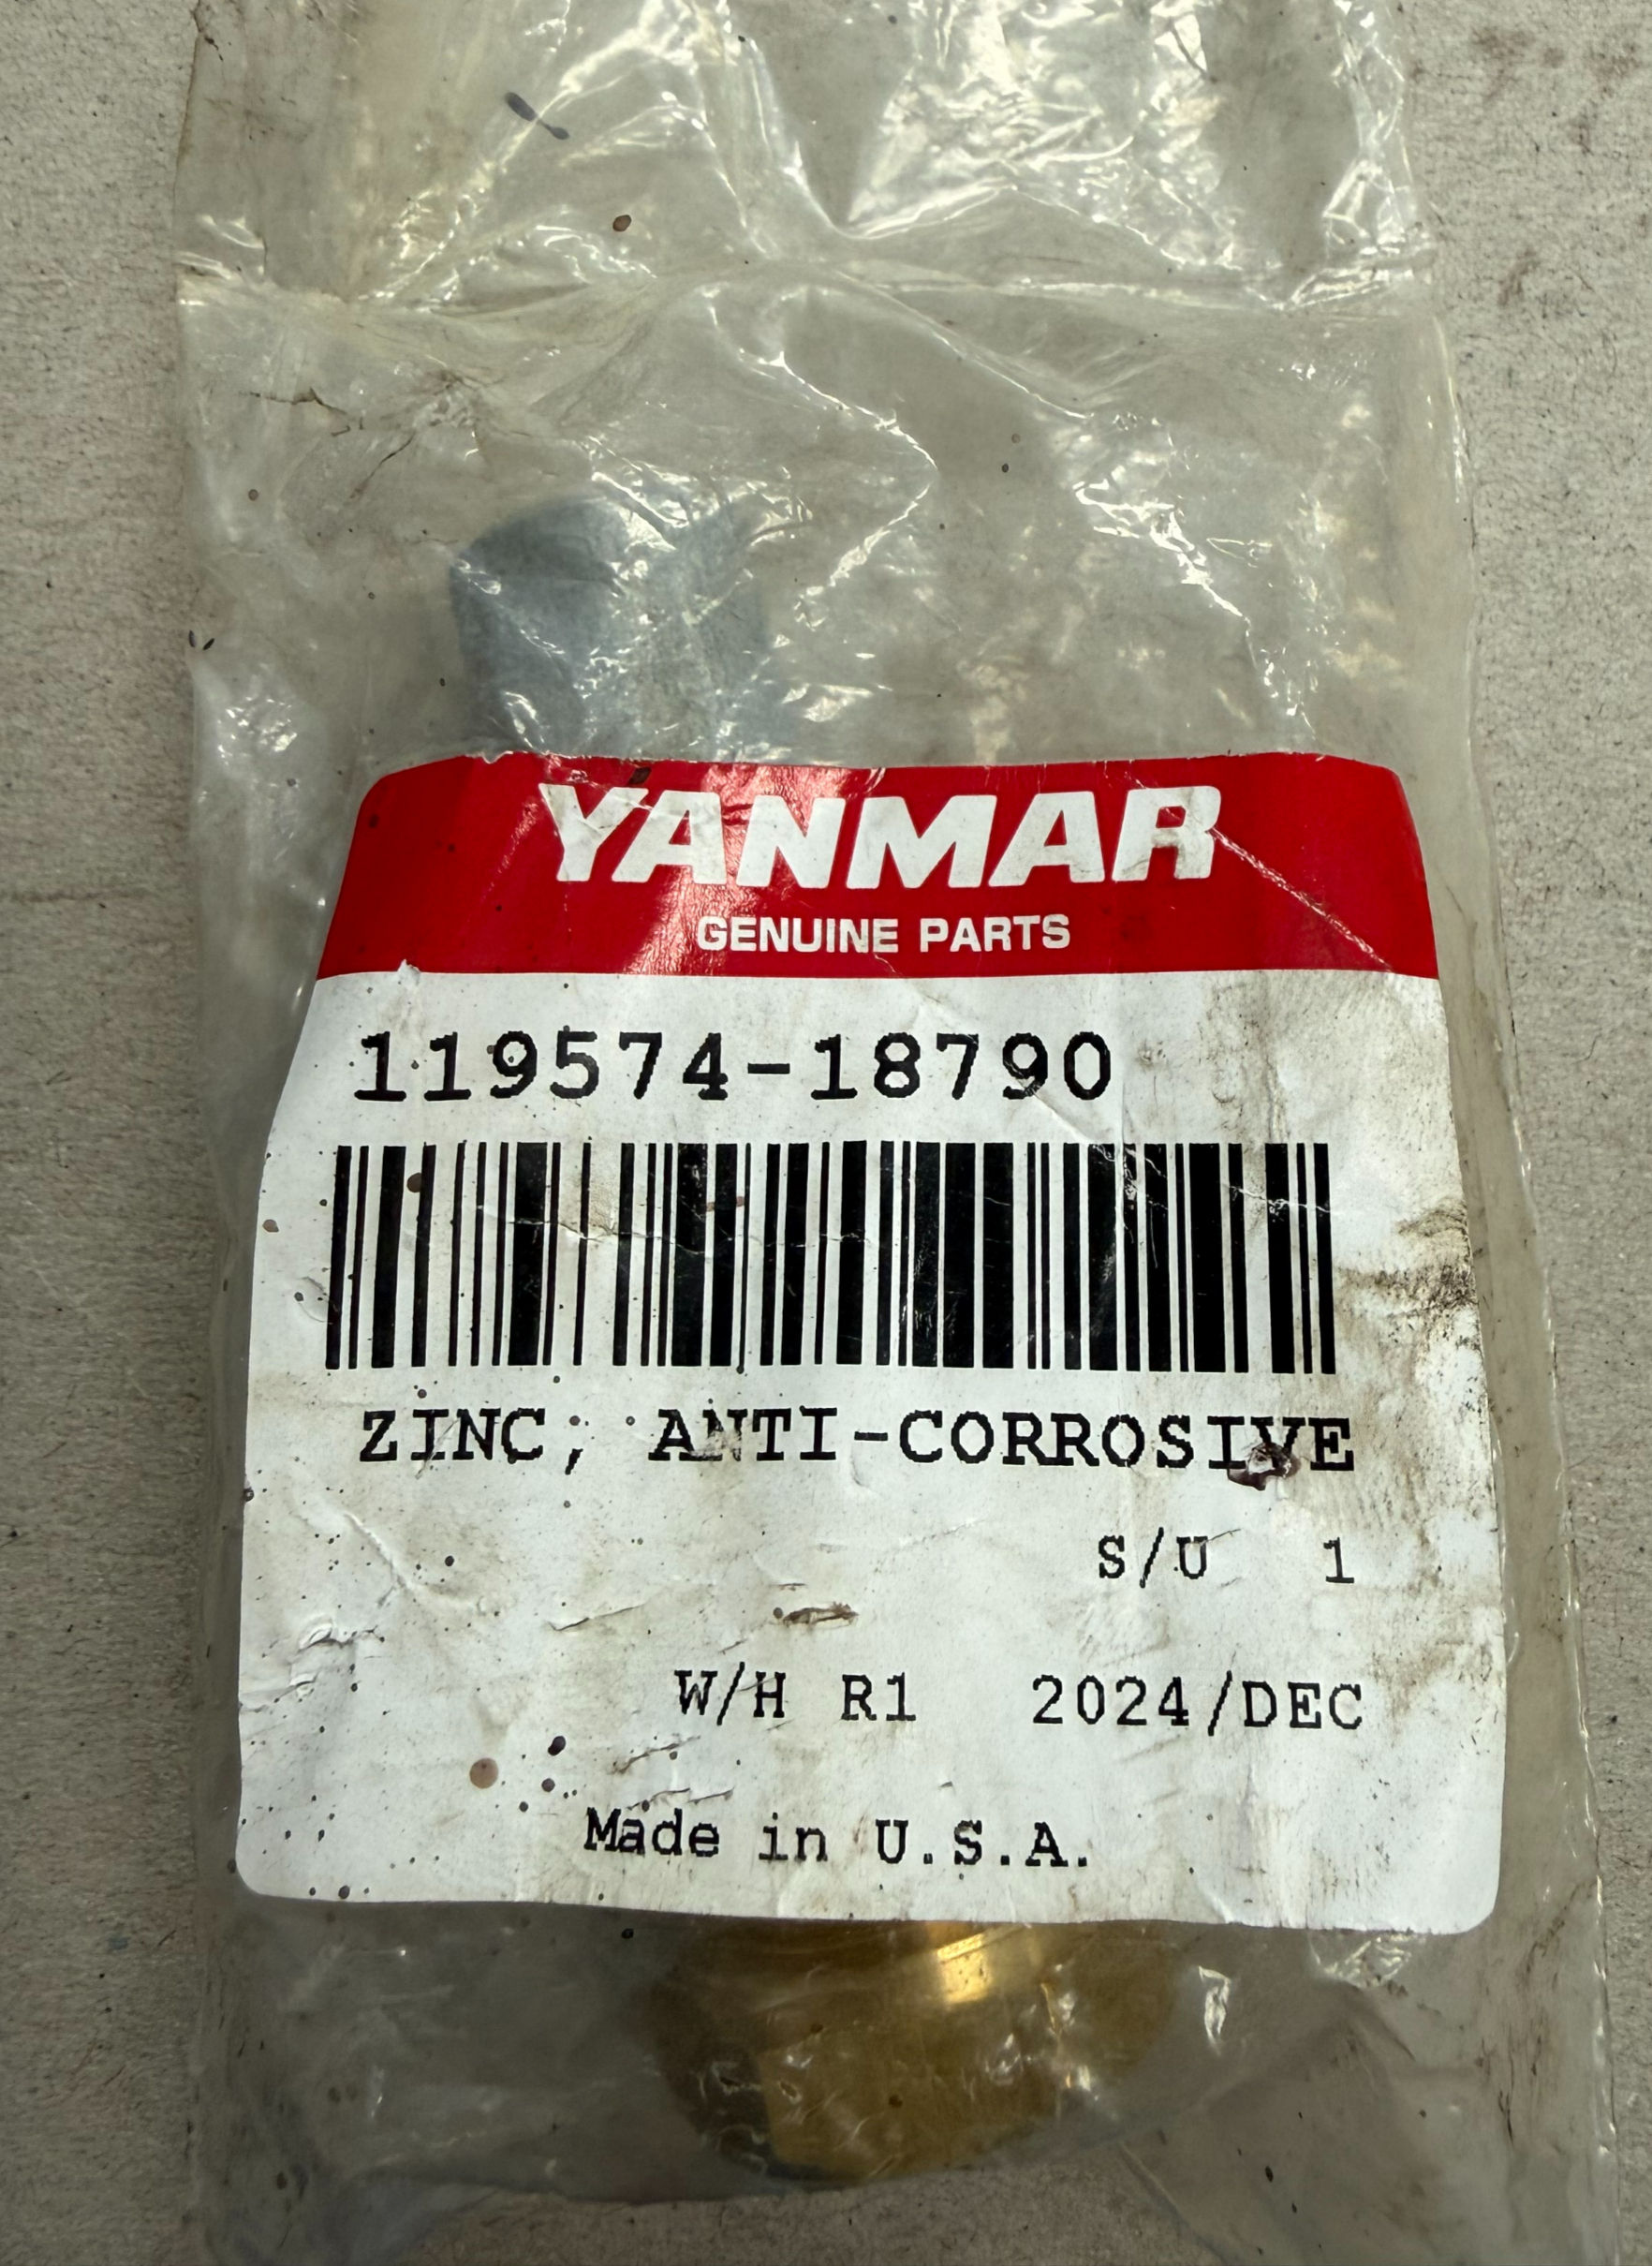 YANMAR
GENUINE PARTS
119574-18790
ZINC; ANTI-CORROSIVE
S/U 1
W/H R1 2024/DEC
Made in U.S.A.